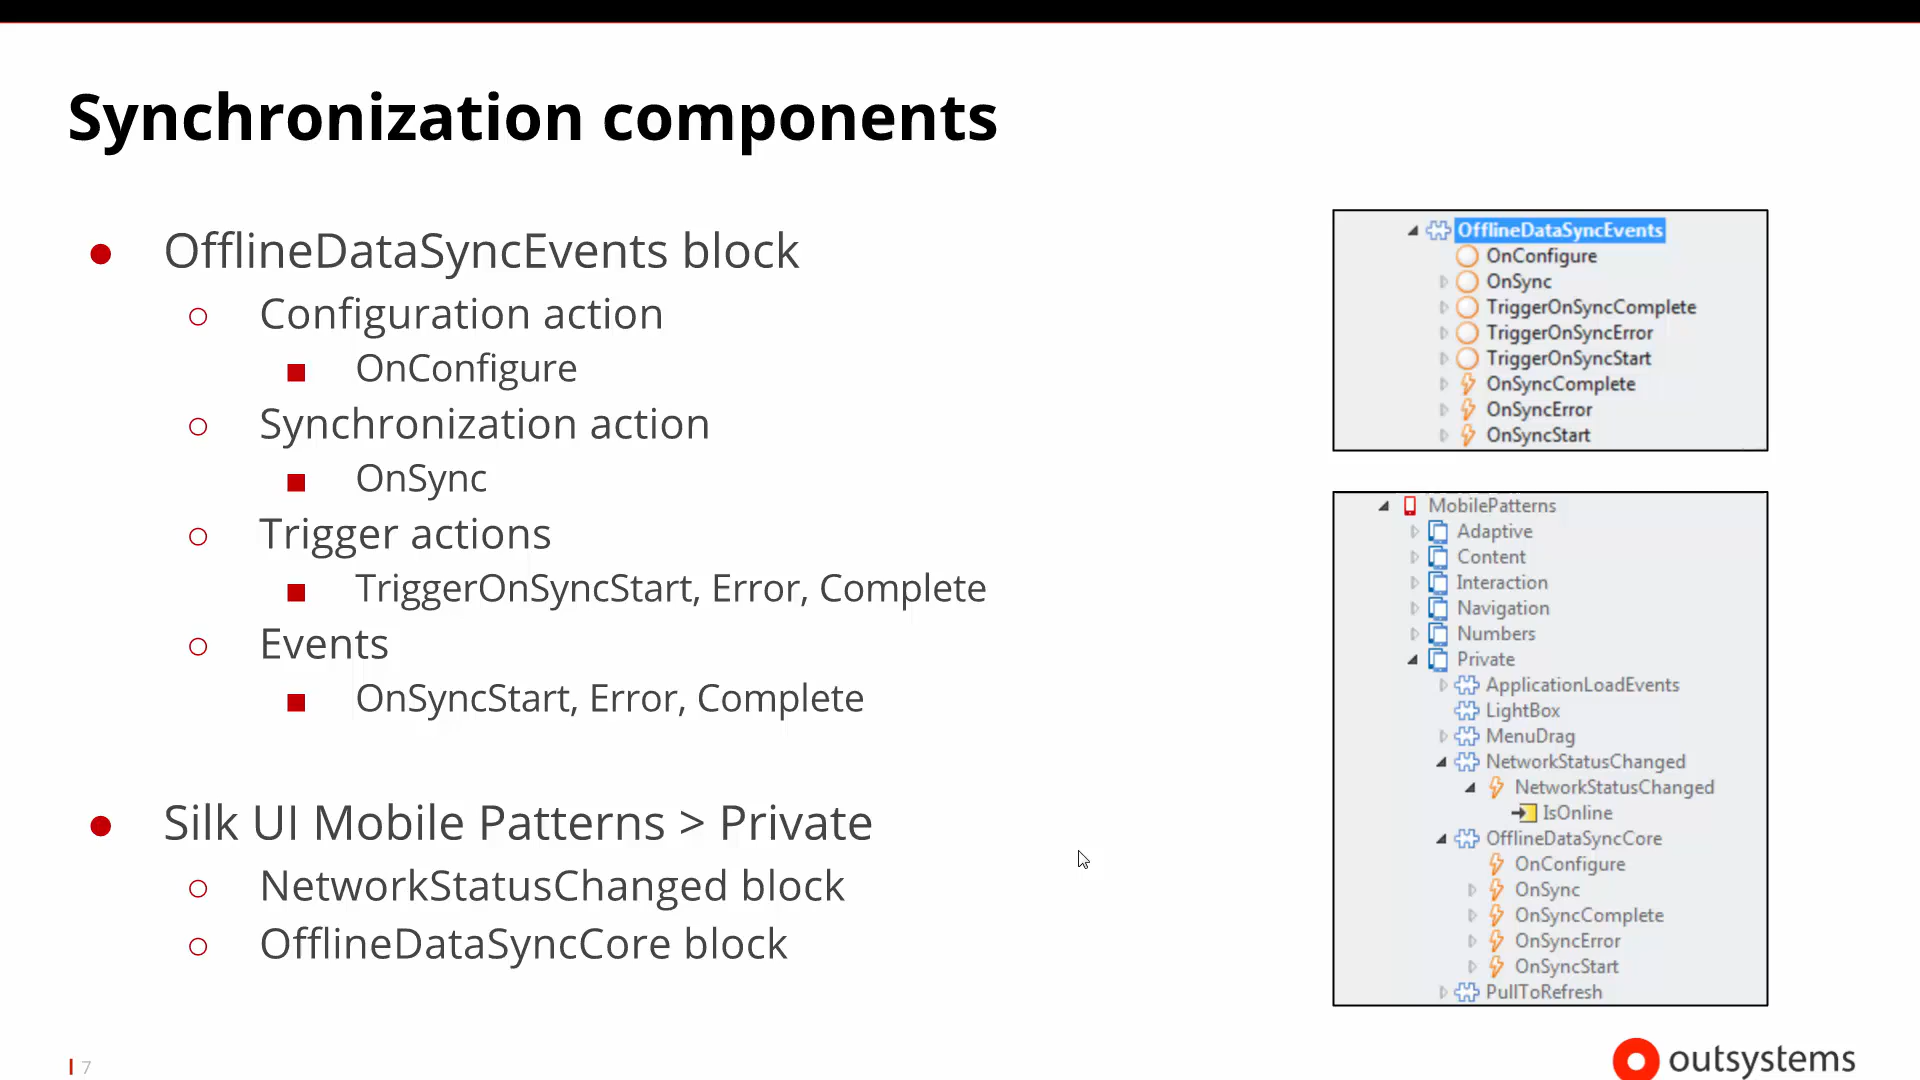 Synchronization components
● OfflineDataSyncEvents block
○ Configuration action
■ OnConfigure
○ Synchronization action
■ OnSync
○ Trigger actions
■ TriggerOnSyncStart, Error, Complete
○ Events
■ OnSyncStart, Error, Complete
● Silk UI Mobile Patterns > Private
○ NetworkStatusChanged block
○ OfflineDataSyncCore block
OfflineDataSyncEvents
OnConfigure
OnSync
TriggerOnSyncComplete
TriggerOnSyncError
TriggerOnSyncStart
OnSyncComplete
OnSyncError
OnSyncStart
MobilePatterns
Adaptive
Content
Interaction
Navigation
Numbers
Private
ApplicationLoadEvents
LightBox
MenuDrag
NetworkStatusChanged
NetworkStatusChanged
IsOnline
OfflineDataSyncCore
OnConfigure
OnSync
OnSyncComplete
OnSyncError
OnSyncStart
PullToRefresh
7
outsystems